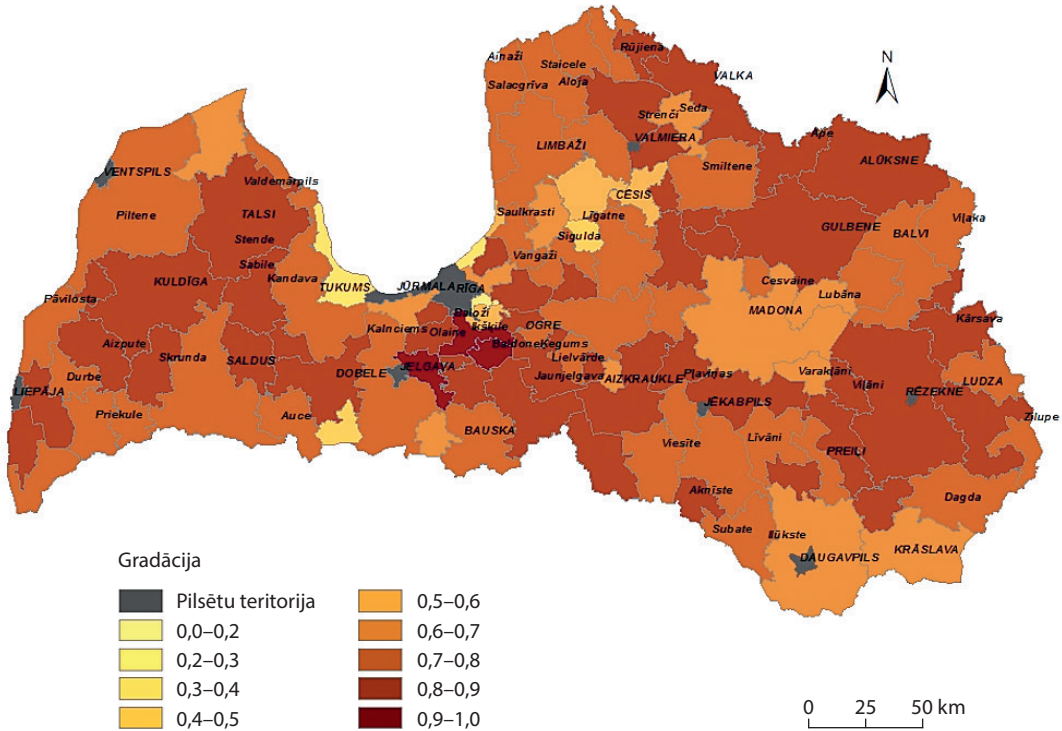 Rūjiena
Ainaži
Staicele
N
VALKA
Salacgrīva
Aloja
Strenči
Seda
Ape
VALMIERA
LIMBAŽI
ALŪKSNE
VENTSPILS
Valdemārpils
Smiltene
CĒSIS
Piltene
TALSI
Saulkrasti
Līgatne
Viļaka
Stende
Sigulda
GULBENE
BALVI
Sabile
Vangaži
KULDĪGA
Kandava
TUKUMS
JŪRMALA
RĪGA
Cesvaine
Pāvilosta
Lubāna
MADONA
Baloži
Kalnciems
Olaine
Ikšķile
OGRE
Kārsava
Aizpute
Skrunda
SALDUS
Baldone
Ķegums
Lielvārde
DOBELE
JELGAVA
Jaunjelgava
AIZKRAUKLE
Pļaviņas
Varakļāni
Viļāni
LUDZA
Durbe
LIEPĀJA
RĒZEKNE
JĒKABPILS
Priekule
Auce
BAUSKA
Zilupe
Viesīte
Līvāni
PREIĻI
Aknīste
Dagda
Subate
Ilūkste
KRĀSLAVA
DAUGAVPILS
Gradācija
Pilsētu teritorija
0,0–0,2
0,2–0,3
0,3–0,4
0,4–0,5
0,5–0,6
0,6–0,7
0,7–0,8
0,8–0,9
0,9–1,0
0 25 50 km